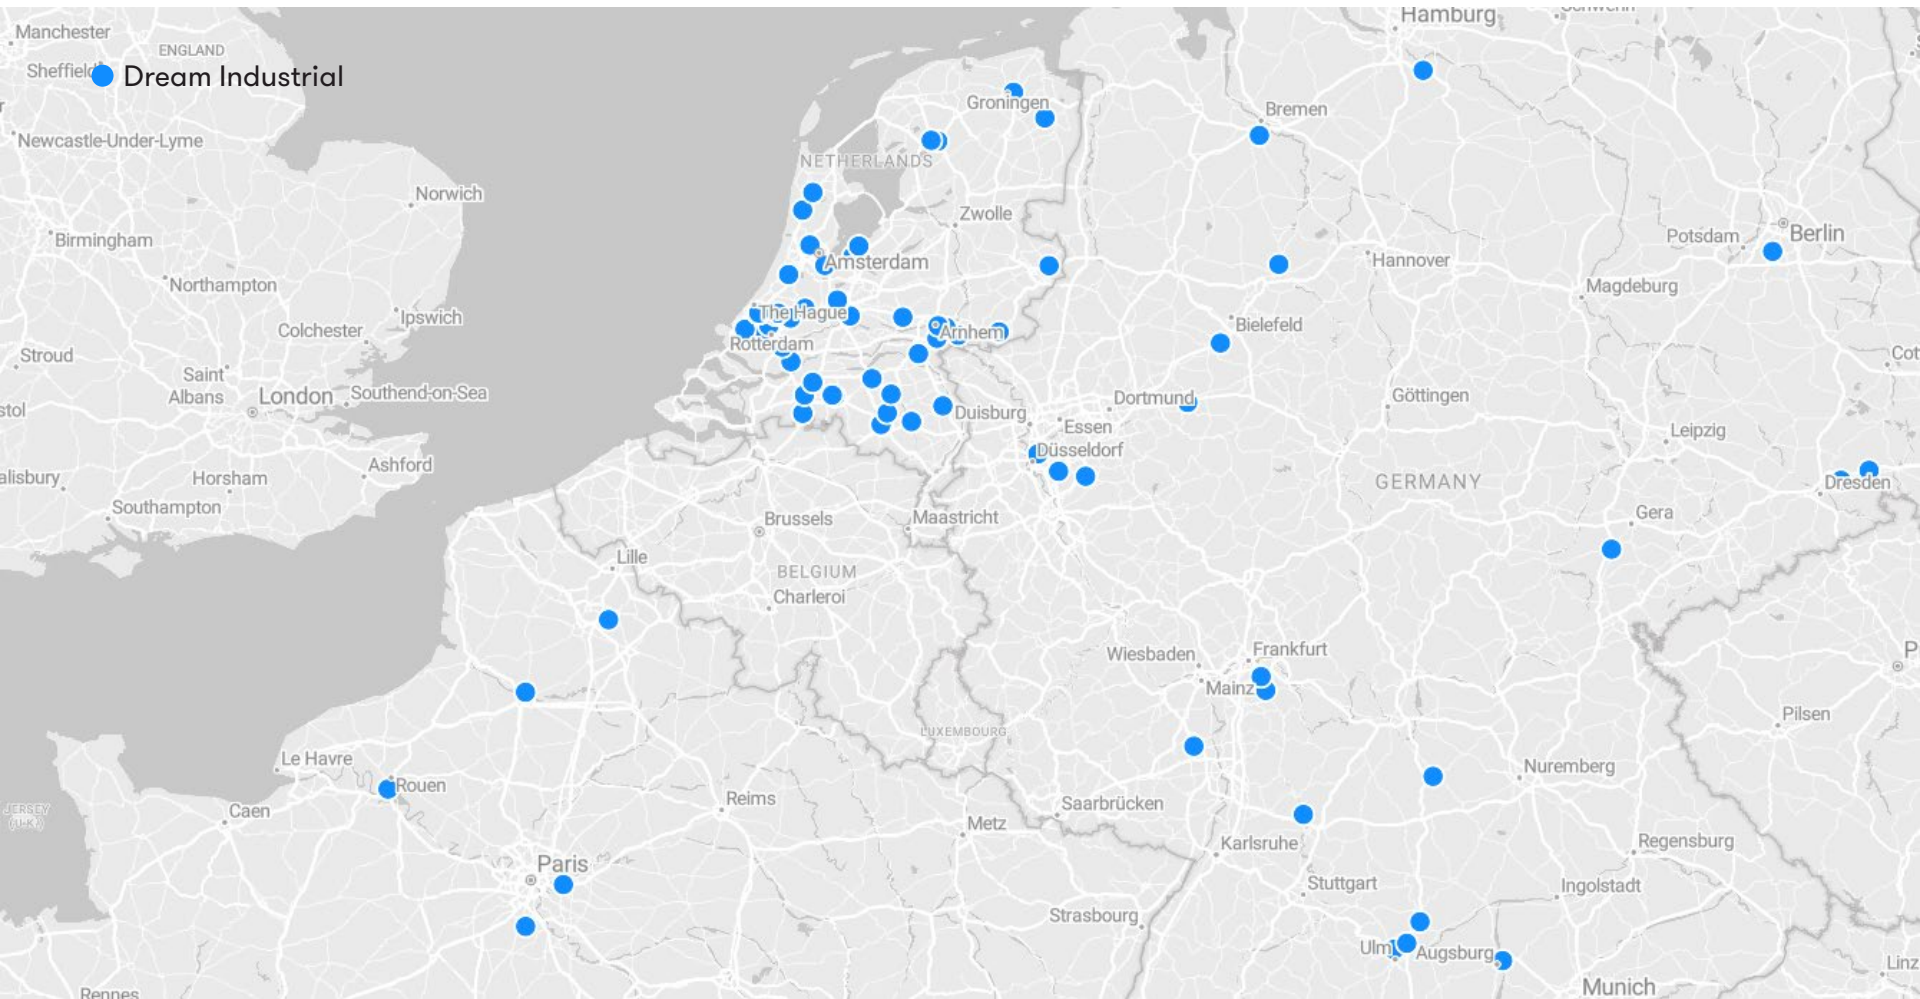 Hamburg
Manchester
ENGLAND
Sheffield
Dream Industrial
Groningen
Bremen
Newcastle-Under-Lyme
NETHERLANDS
Norwich
Zwolle
Birmingham
Potsdam
Berlin
Amsterdam
Hannover
Northampton
Magdeburg
The Hague
Ipswich
Colchester
Bielefeld
Arnhem
Rotterdam
Stroud
Cot
Saint
Albans
London
Southend-on-Sea
Göttingen
Dortmund
stol
Duisburg
Essen
Leipzig
Düsseldorf
Ashford
alisbury
Horsham
GERMANY
Dresden
Southampton
Gera
Brussels
Maastricht
Lille
BELGIUM
Charleroi
Frankfurt
Wiesbaden
P
Mainz
Pilsen
LUXEMBOURG
Le Havre
Nuremberg
Rouen
Reims
Saarbrücken
JERSEY
(U.K.)
Caen
Metz
Karlsruhe
Regensburg
Paris
Stuttgart
Ingolstadt
Strasbourg
Ulm
Augsburg
Linz
Munich
Rennes